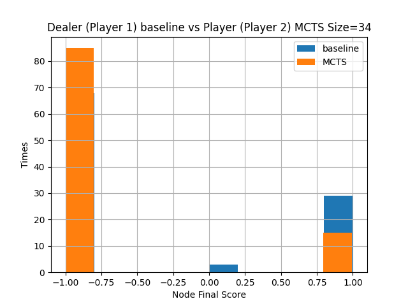 Dealer (Player 1) baseline vs Player (Player 2) MCTS Size=34
baseline
MCTS
Times
80
70
60
50
40
30
20
10
0
−1.00 −0.75 −0.50 −0.25 0.00 0.25 0.50 0.75 1.00
Node Final Score